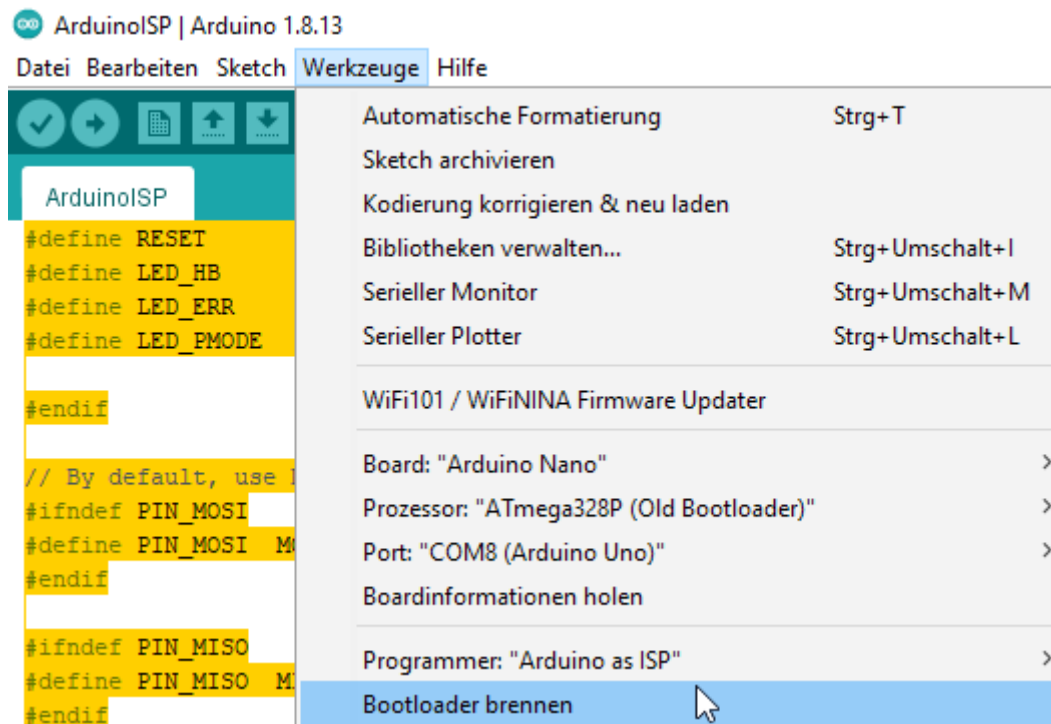 ArduinoISP | Arduino 1.8.13
Datei Bearbeiten Sketch Werkzeuge Hilfe
Automatische Formatierung Strg+T
Sketch archivieren
Kodierung korrigieren & neu laden
Bibliotheken verwalten... Strg+Umschalt+I
Serieller Monitor Strg+Umschalt+M
Serieller Plotter Strg+Umschalt+L
WiFi101 / WiFiNINA Firmware Updater
Board: "Arduino Nano"
Prozessor: "ATmega328P (Old Bootloader)"
Port: "COM8 (Arduino Uno)"
Boardinformationen holen
Programmer: "Arduino as ISP"
Bootloader brennen
ArduinoISP
#define RESET
#define LED_HB
#define LED_ERR
#define LED_PMODE
#endif
// By default, use
#ifndef PIN_MOSI
#define PIN_MOSI
#endif
#ifndef PIN_MISO
#define PIN_MISO
#endif